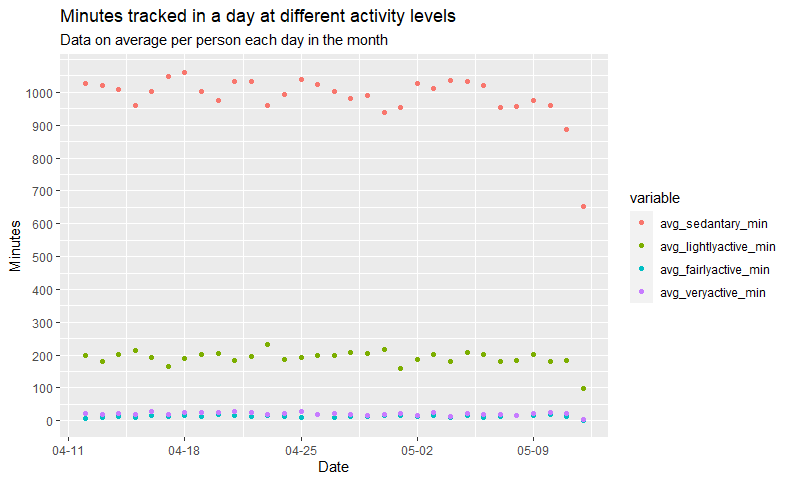 Minutes tracked in a day at different activity levels
Data on average per person each day in the month
1000
900
800
700
600
500
400
300
200
100
0
Minutes
04-11 04-18 04-25 05-02 05-09
Date
variable
avg_sedantary_min
avg_lightlyactive_min
avg_fairlyactive_min
avg_veryactive_min